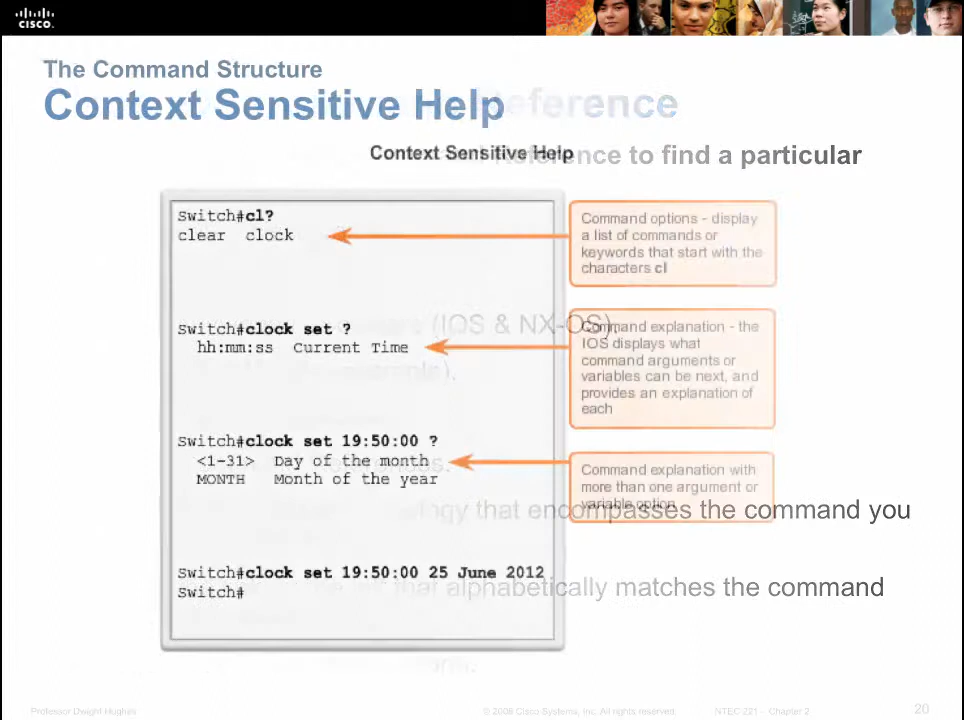 CISCO.
The Command Structure
Context Sensitive Help
Reference
Context Sensitive Help
to find a particular
Switch#cl?
clear clock
Command options - display
a list of commands or
keywords that start with the
characters cl
Switch#clock set ?
hh:mm:ss Current Time
(IOS & NX-OS).
Command explanation - the
IOS displays what
command arguments or
variables can be next, and
provides an explanation of
each
Switch#clock set 19:50:00 ?
<1-31> Day of the month
MONTH Month of the year
Command explanation with
more than one argument or
variable option
that encompasses the command you
Switch#clock set 19:50:00 25 June 2012
Switch#
that alphabetically matches the command
Professor Dwight Hughes
© 2008 Cisco Systems, Inc. All rights reserved.
NTEC 221 - Chapter 2
20